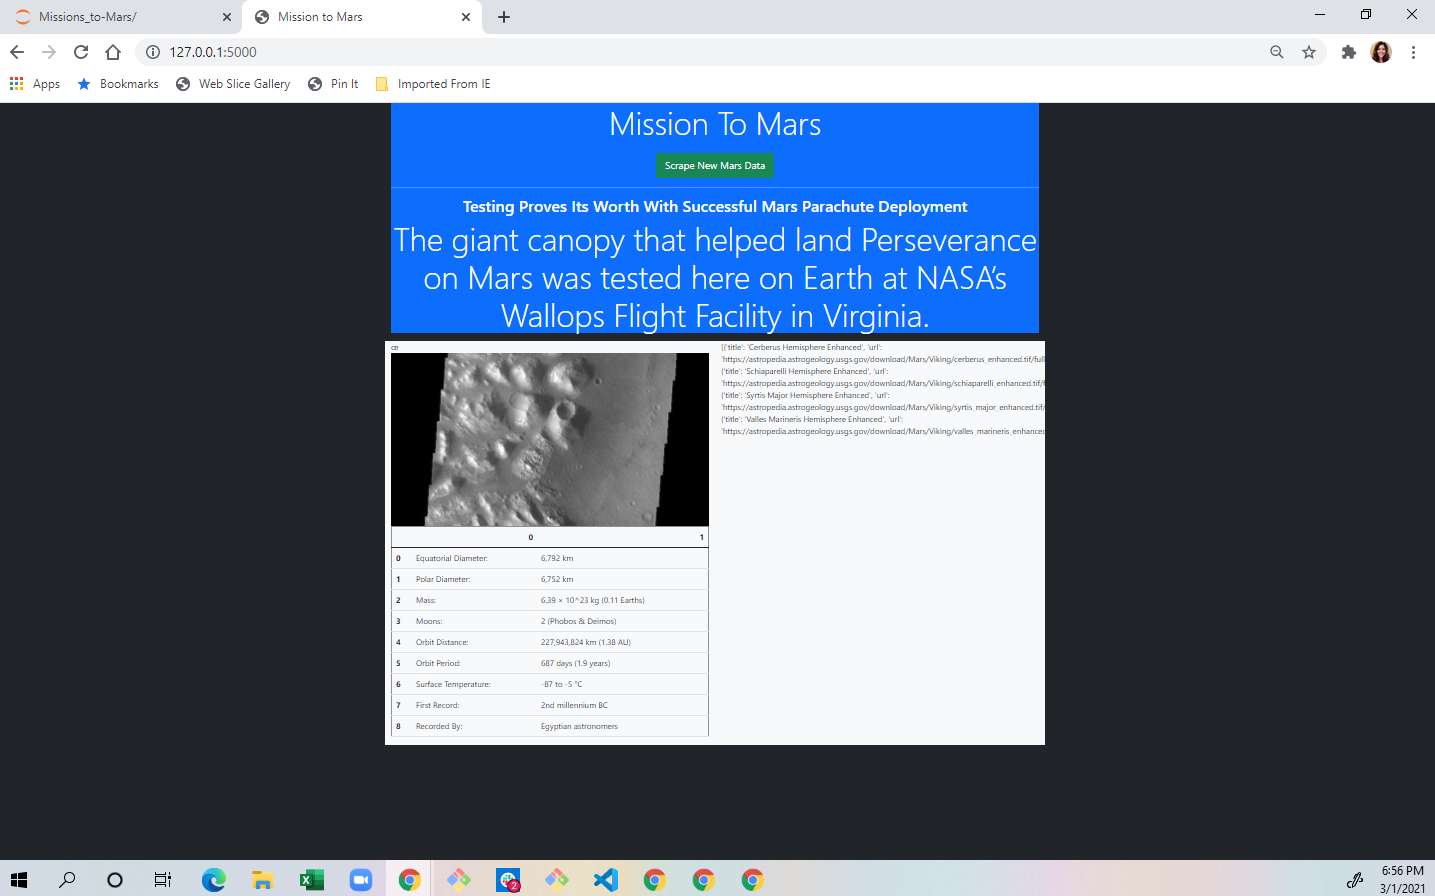 Missions_to-Mars/
Mission to Mars
127.0.0.1:5000
Apps
Bookmarks
Web Slice Gallery
Pin It
Imported From IE
Mission To Mars
Scrape New Mars Data
Testing Proves Its Worth With Successful Mars Parachute Deployment
The giant canopy that helped land Perseverance
on Mars was tested here on Earth at NASA's
Wallops Flight Facility in Virginia.
œ
[{'title': 'Cerberus Hemisphere Enhanced', 'url':
'https://astropedia.astrogeology.usgs.gov/download/Mars/Viking/cerberus_enhanced.tif/full
{'title': 'Schiaparelli Hemisphere Enhanced', 'url':
'https://astropedia.astrogeology.usgs.gov/download/Mars/Viking/schiaparelli_enhanced.tif/f
{'title': 'Syrtis Major Hemisphere Enhanced', 'url':
'https://astropedia.astrogeology.usgs.gov/download/Mars/Viking/syrtis_major_enhanced.tif/
{'title': 'Valles Marineris Hemisphere Enhanced', 'url':
'https://astropedia.astrogeology.usgs.gov/download/Mars/Viking/valles_marineris_enhanced
0 1
0 Equatorial Diameter: 6,792 km
1 Polar Diameter: 6,752 km
2 Mass: 6.39 × 10^23 kg (0.11 Earths)
3 Moons: 2 (Phobos & Deimos)
4 Orbit Distance: 227,943,824 km (1.38 AU)
5 Orbit Period: 687 days (1.9 years)
6 Surface Temperature: -87 to -5 °C
7 First Record: 2nd millennium BC
8 Recorded By: Egyptian astronomers
2
6:56 PM
3/1/2021